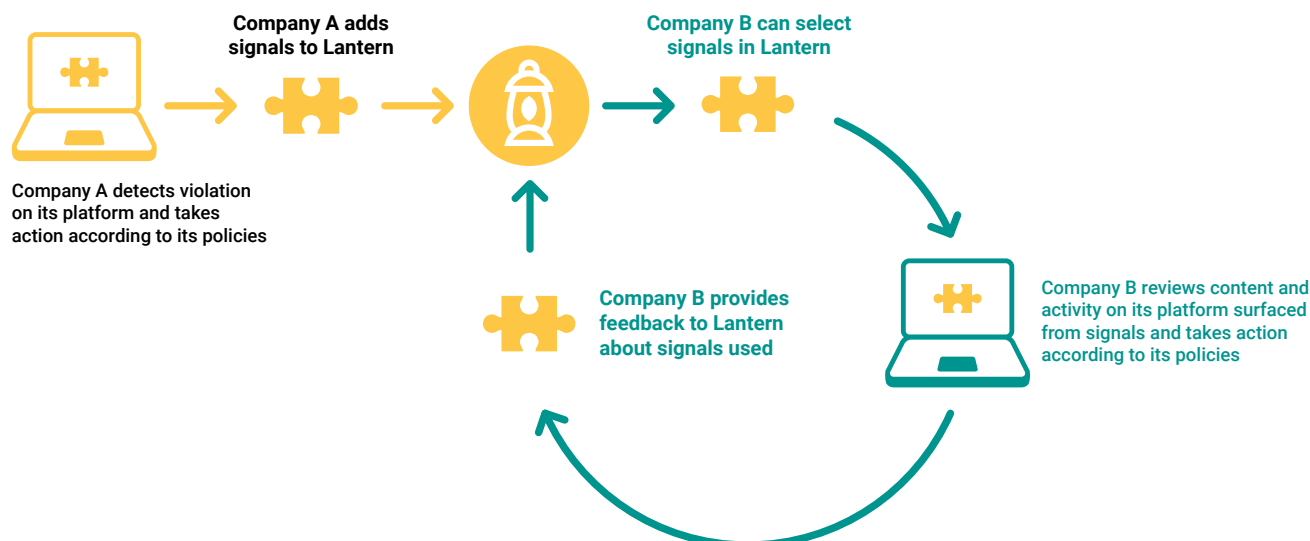 Company A adds
signals to Lantern
Company B can select
signals in Lantern
Company A detects violation
on its platform and takes
action according to its policies
Company B provides
feedback to Lantern
about signals used
Company B reviews content and
activity on its platform surfaced
from signals and takes action
according to its policies